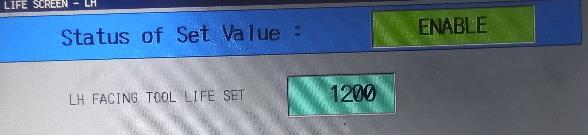 LIFE SCREEN - LH
Status of Set Value : ENABLE
LH FACING TOOL LIFE SET 1200